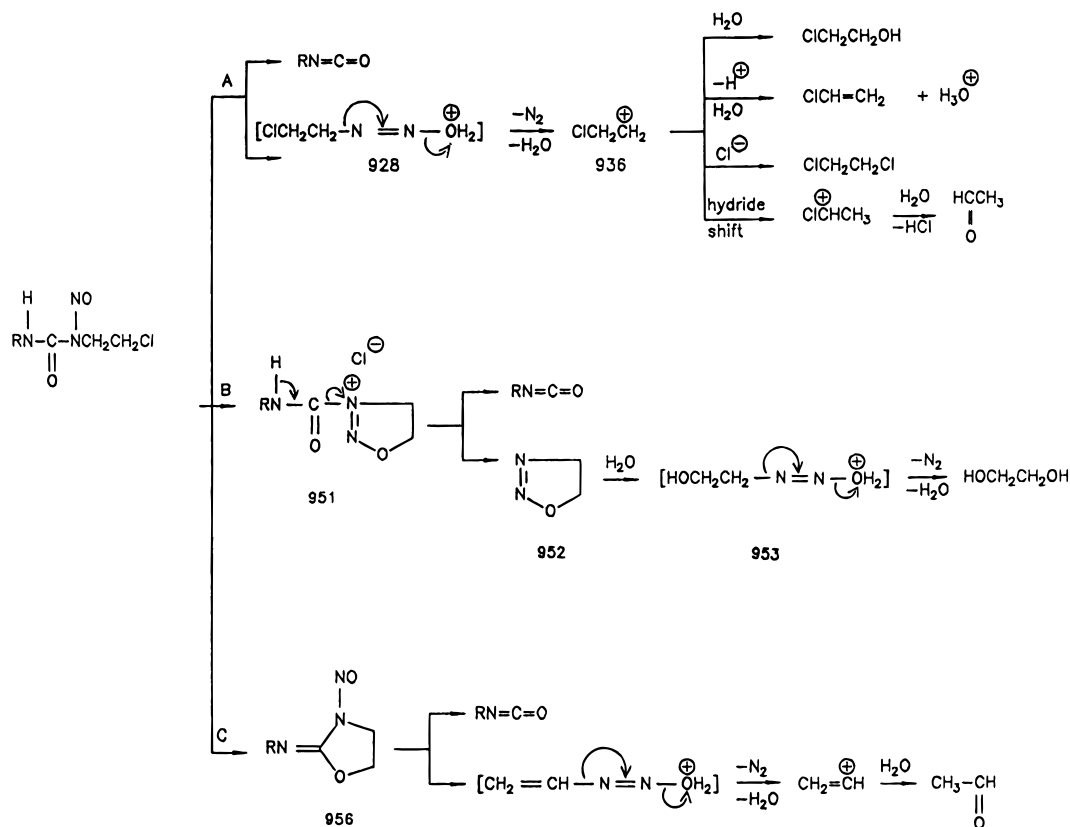 H₂O
ClCH₂CH₂OH
A
RN=C=O
−H⊕
H₂O
ClCH=CH₂ + H₃O⊕
[ClCH₂CH₂−N=N−OH₂]
⊕
−N₂
−H₂O
ClCH₂CH₂
⊕
928
936
Cl⊖
ClCH₂CH₂Cl
hydride
shift
ClCHCH₃
⊕
H₂O
−HCl
HCCH₃
O
H NO
RN−C−NCH₂CH₂Cl
O
B
H Cl⊖
⊕
RN−C−N
O N
O
951
RN=C=O
N
N
O
952
H₂O
[HOCH₂CH₂−N=N−OH₂]
⊕
953
−N₂
−H₂O
HOCH₂CH₂OH
C
NO
N
RN=
O
956
RN=C=O
[CH₂=CH−N=N−OH₂]
⊕
−N₂
−H₂O
CH₂=CH
⊕
H₂O
CH₃−CH
O